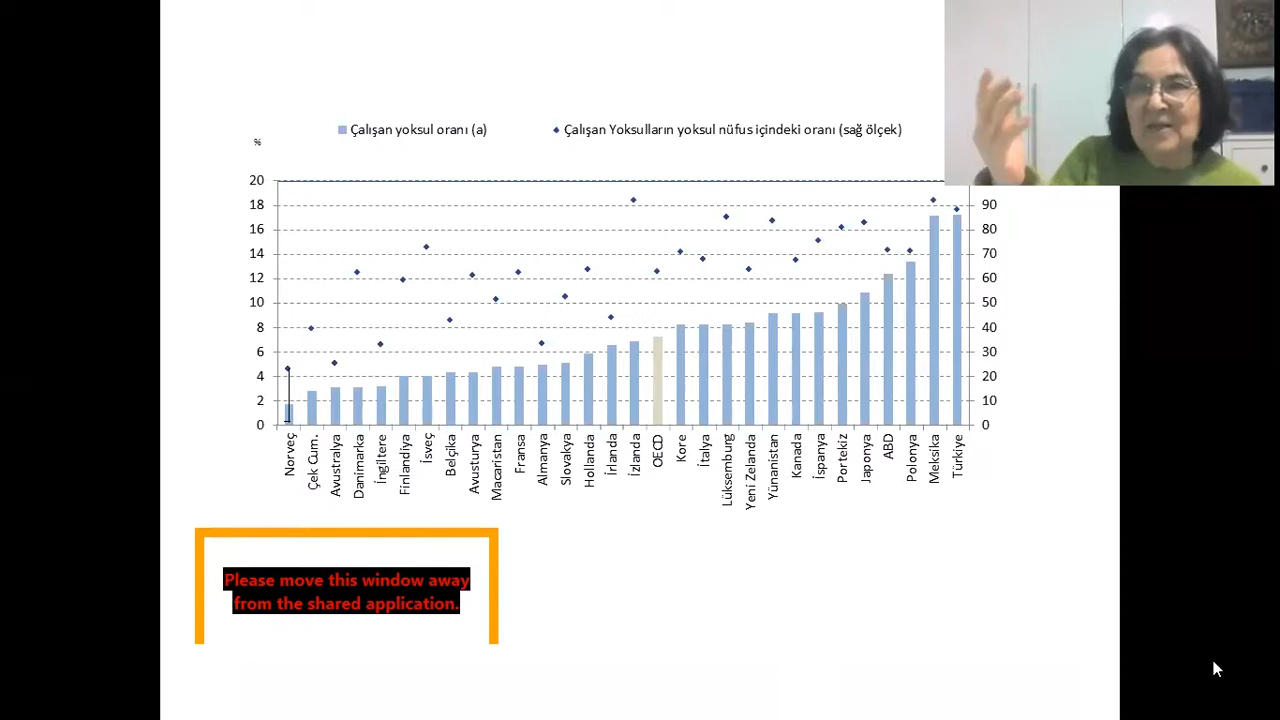 Çalışan yoksul oranı (a)
Çalışan Yoksulların yoksul nüfus içindeki oranı (sağ ölçek)
%
20
18
16
14
12
10
8
6
4
2
0
90
80
70
60
50
40
30
20
10
0
Norveç
Çek Cum.
Avustralya
Danimarka
İngiltere
Finlandiya
İsveç
Belçika
Avustunya
Macaristan
Fransa
Almanya
Slovakya
Hollanda
İrlanda
İzlanda
OECD
Kore
İtalya
Lüksemburg
Yeni Zelanda
Yünanistan
Kanada
İspanya
Portekiz
Japonya
ABD
Polonya
Meksika
Türkiye
Please move this window away
from the shared application.